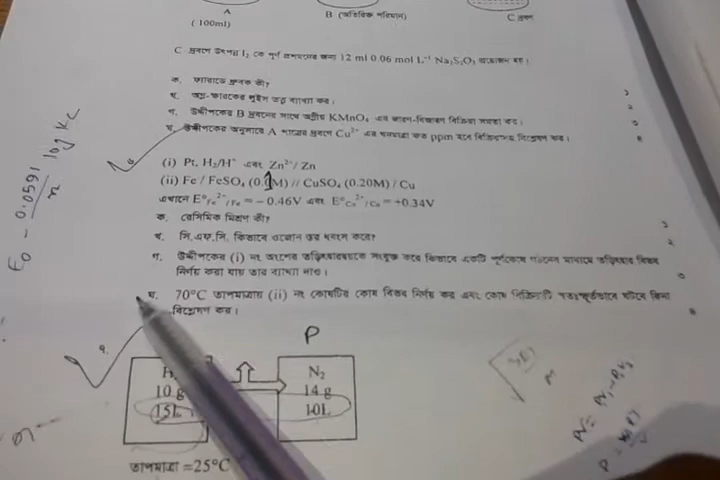 A
( 100ml)
B (অতিরিক্ত পরিমান)
C দ্রবণ
C দ্রবণে উৎপন্ন I₂ কে পূর্ণ প্রশমনের জন্য 12 ml 0.06 mol L⁻¹ Na₂S₂O₃ প্রয়োজন হয়।
ক. ফ্যারাডে ধ্রুবক কী?
খ. অম্ল-ক্ষারকের লুইস তত্ত্ব ব্যাখ্যা কর।
গ. উদ্দীপকের B দ্রবণের সাথে অম্লীয় KMnO₄ এর জারণ-বিজারণ বিক্রিয়া সমতা কর।
ঘ. উদ্দীপকের অনুসারে A পাত্রের দ্রবণে Cu²⁺ এর ঘনমাত্রা কত ppm হবে বিশ্লেষণ কর।
E₀ - 0.0591/n log Kc
(i) Pt, H₂/H⁺ এবং Zn²⁺/Zn
(ii) Fe / FeSO₄ (0.1M) // CuSO₄ (0.20M) / Cu
এখানে E⁰Fe²⁺/Fe = – 0.46V এবং E⁰Cu²⁺/Cu = +0.34V
ক. রেসিমিক মিশ্রণ কী?
খ. সি.এফ.সি. কিভাবে ওজোন স্তর ধ্বংস করে?
গ. উদ্দীপকের (i) নং অংশের তড়িৎদ্বারদ্বয়কে সংযুক্ত করে কিভাবে একটি পূর্ণকোষ গঠনের মাধ্যমে তড়িৎদ্বার বিভব
নির্ণয় করা যায় তার ব্যাখ্যা দাও।
ঘ. 70°C তাপমাত্রায় (ii) নং কোষটির কোষ বিভব নির্ণয় কর এবং কোষ বিক্রিয়াটি স্বতঃস্ফূর্তভাবে ঘটবে কিনা
বিশ্লেষণ কর।
P
৭.
H
N₂
10 g
14 g
15L
10L
তাপমাত্রা =25°C